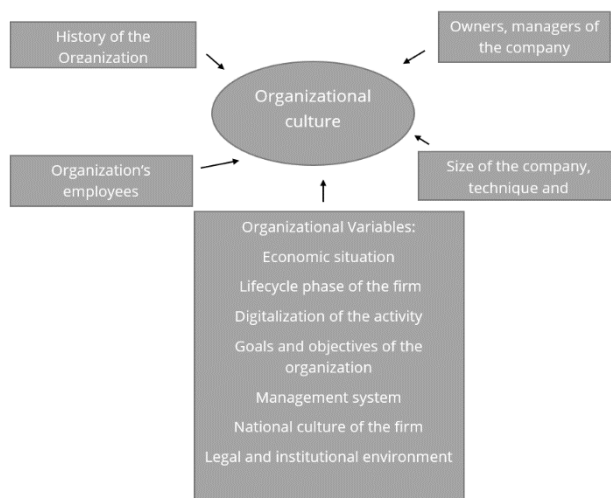 History of the
Organization
Owners, managers of
the company
Organizational
culture
Organization's
employees
Size of the company,
technique and
Organizational Variables:
Economic situation
Lifecycle phase of the firm
Digitalization of the activity
Goals and objectives of the
organization
Management system
National culture of the firm
Legal and institutional environment